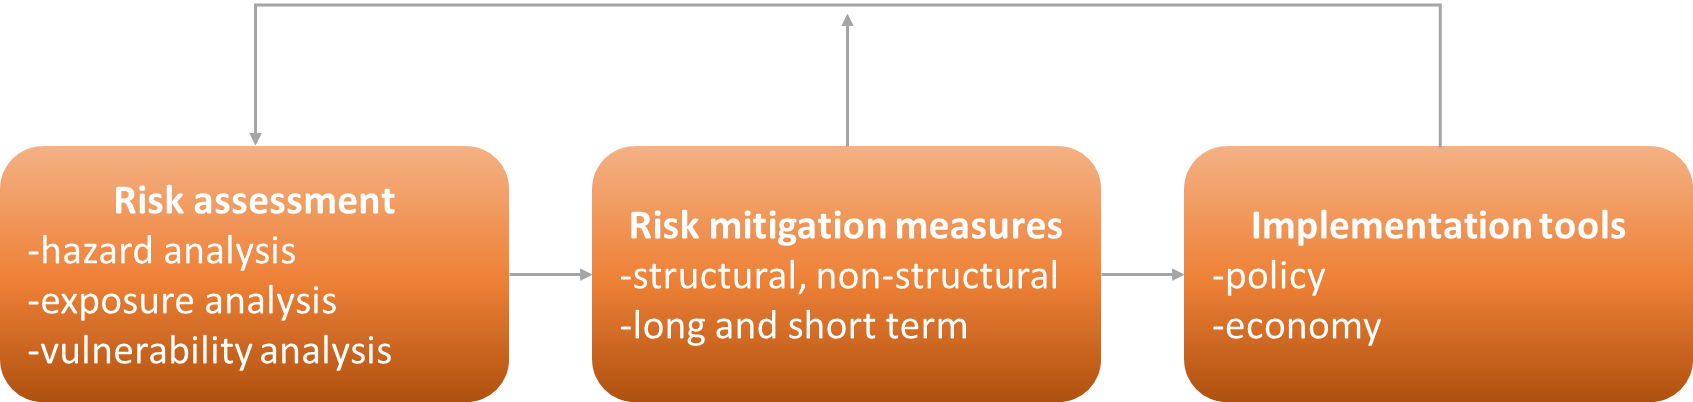 Risk assessment
-hazard analysis
-exposure analysis
-vulnerability analysis
Risk mitigation measures
-structural, non-structural
-long and short term
Implementation tools
-policy
-economy